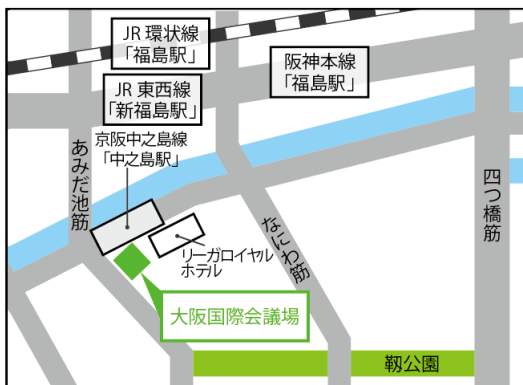 JR 環状線
「福島駅」
阪神本線
「福島駅」
JR 東西線
「新福島駅」
京阪中之島線
「中之島駅」
あみだ池筋
四つ橋筋
なにわ筋
リーガロイヤル
ホテル
大阪国際会議場
靱公園